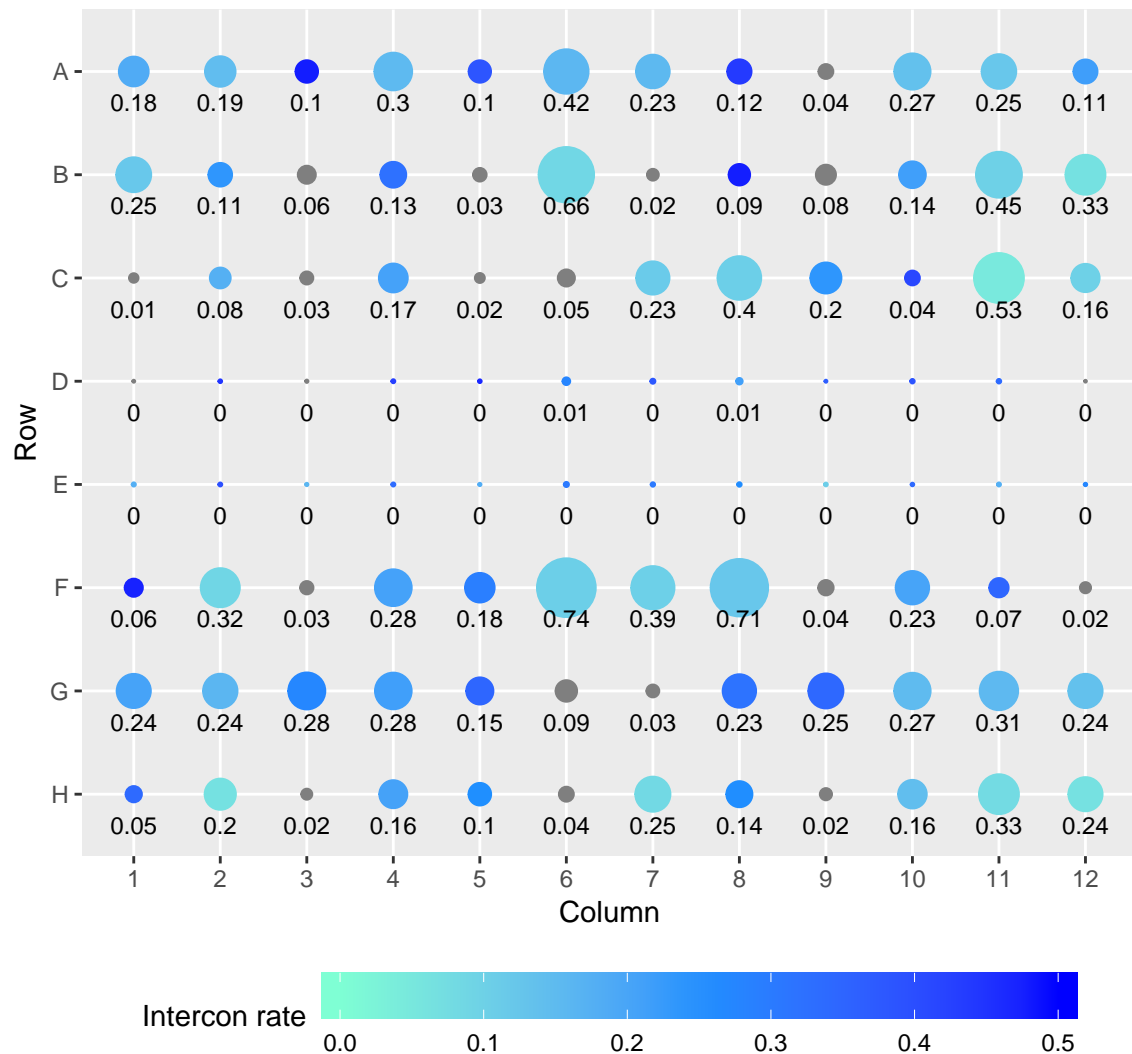 A
0.18 0.19 0.1 0.3 0.1 0.42 0.23 0.12 0.04 0.27 0.25 0.11
B
0.25 0.11 0.06 0.13 0.03 0.66 0.02 0.09 0.08 0.14 0.45 0.33
C
0.01 0.08 0.03 0.17 0.02 0.05 0.23 0.4 0.2 0.04 0.53 0.16
D
0 0 0 0 0 0.01 0 0.01 0 0 0 0
Row
E
0 0 0 0 0 0 0 0 0 0 0 0
F
0.06 0.32 0.03 0.28 0.18 0.74 0.39 0.71 0.04 0.23 0.07 0.02
G
0.24 0.24 0.28 0.28 0.15 0.09 0.03 0.23 0.25 0.27 0.31 0.24
H
0.05 0.2 0.02 0.16 0.1 0.04 0.25 0.14 0.02 0.16 0.33 0.24
1 2 3 4 5 6 7 8 9 10 11 12
Column
Intercon rate
0.0 0.1 0.2 0.3 0.4 0.5